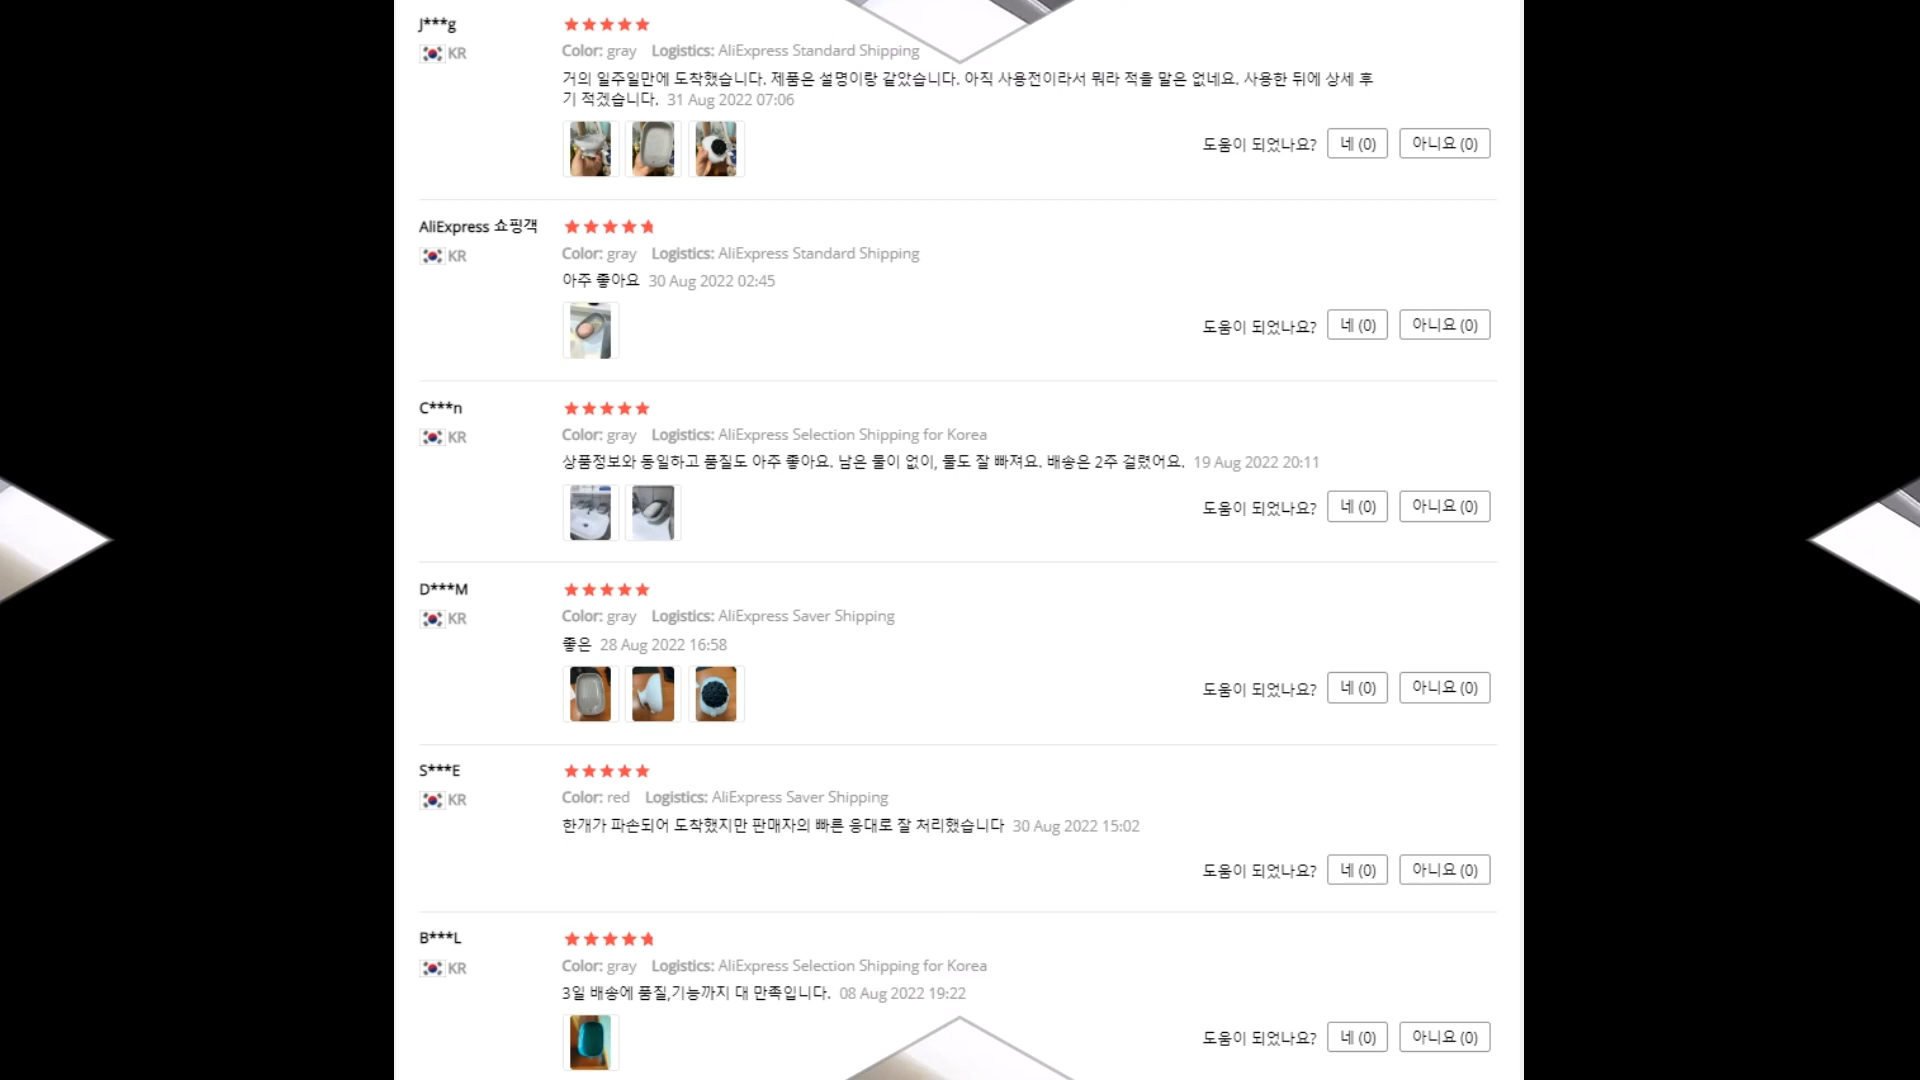 J***g
KR
Color: gray Logistics: AliExpress Standard Shipping
거의 일주일만에 도착했습니다. 제품은 설명이랑 같았습니다. 아직 사용전이라서 뭐라 적을 말은 없네요. 사용한 뒤에 상세 후
기 적겠습니다. 31 Aug 2022 07:06
도움이 되었나요? 네 (0) 아니요 (0)
AliExpress 쇼핑객
KR
Color: gray Logistics: AliExpress Standard Shipping
아주 좋아요 30 Aug 2022 02:45
도움이 되었나요? 네 (0) 아니요 (0)
C***n
KR
Color: gray Logistics: AliExpress Selection Shipping for Korea
상품정보와 동일하고 품질도 아주 좋아요. 남은 물이 없이, 물도 잘 빠져요. 배송은 2주 걸렸어요. 19 Aug 2022 20:11
도움이 되었나요? 네 (0) 아니요 (0)
D***M
KR
Color: gray Logistics: AliExpress Saver Shipping
좋은 28 Aug 2022 16:58
도움이 되었나요? 네 (0) 아니요 (0)
S***E
KR
Color: red Logistics: AliExpress Saver Shipping
한개가 파손되어 도착했지만 판매자의 빠른 응대로 잘 처리했습니다 30 Aug 2022 15:02
도움이 되었나요? 네 (0) 아니요 (0)
B***L
KR
Color: gray Logistics: AliExpress Selection Shipping for Korea
3일 배송에 품질,기능까지 대 만족입니다. 08 Aug 2022 19:22
도움이 되었나요? 네 (0) 아니요 (0)